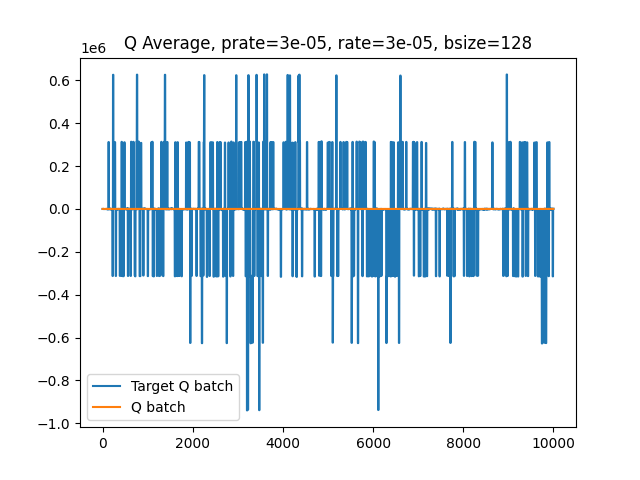 Q Average, prate=3e-05, rate=3e-05, bsize=128
1e6
0.6
0.4
0.2
0.0
−0.2
−0.4
−0.6
−0.8
−1.0
Target Q batch
Q batch
0 2000 4000 6000 8000 10000